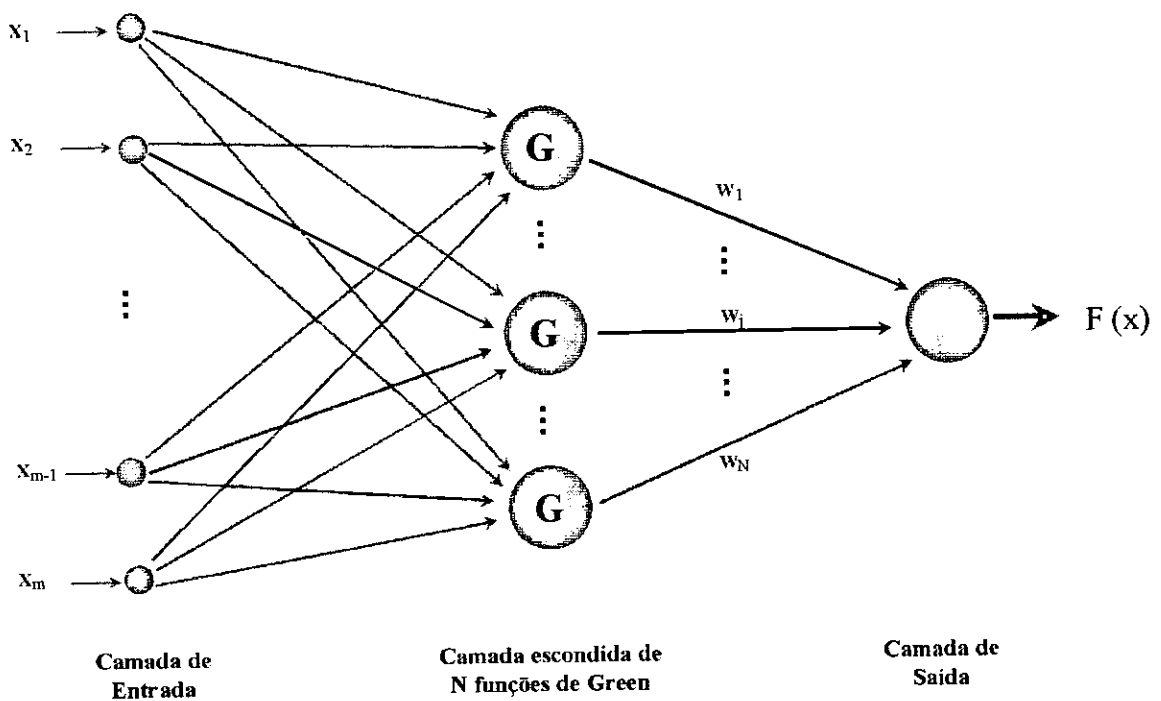 x₁
x₂
xₘ₋₁
xₘ
G
G
G
w₁
wⱼ
w_N
F (x)
Camada de
Entrada
Camada escondida de
N funções de Green
Camada de
Saída